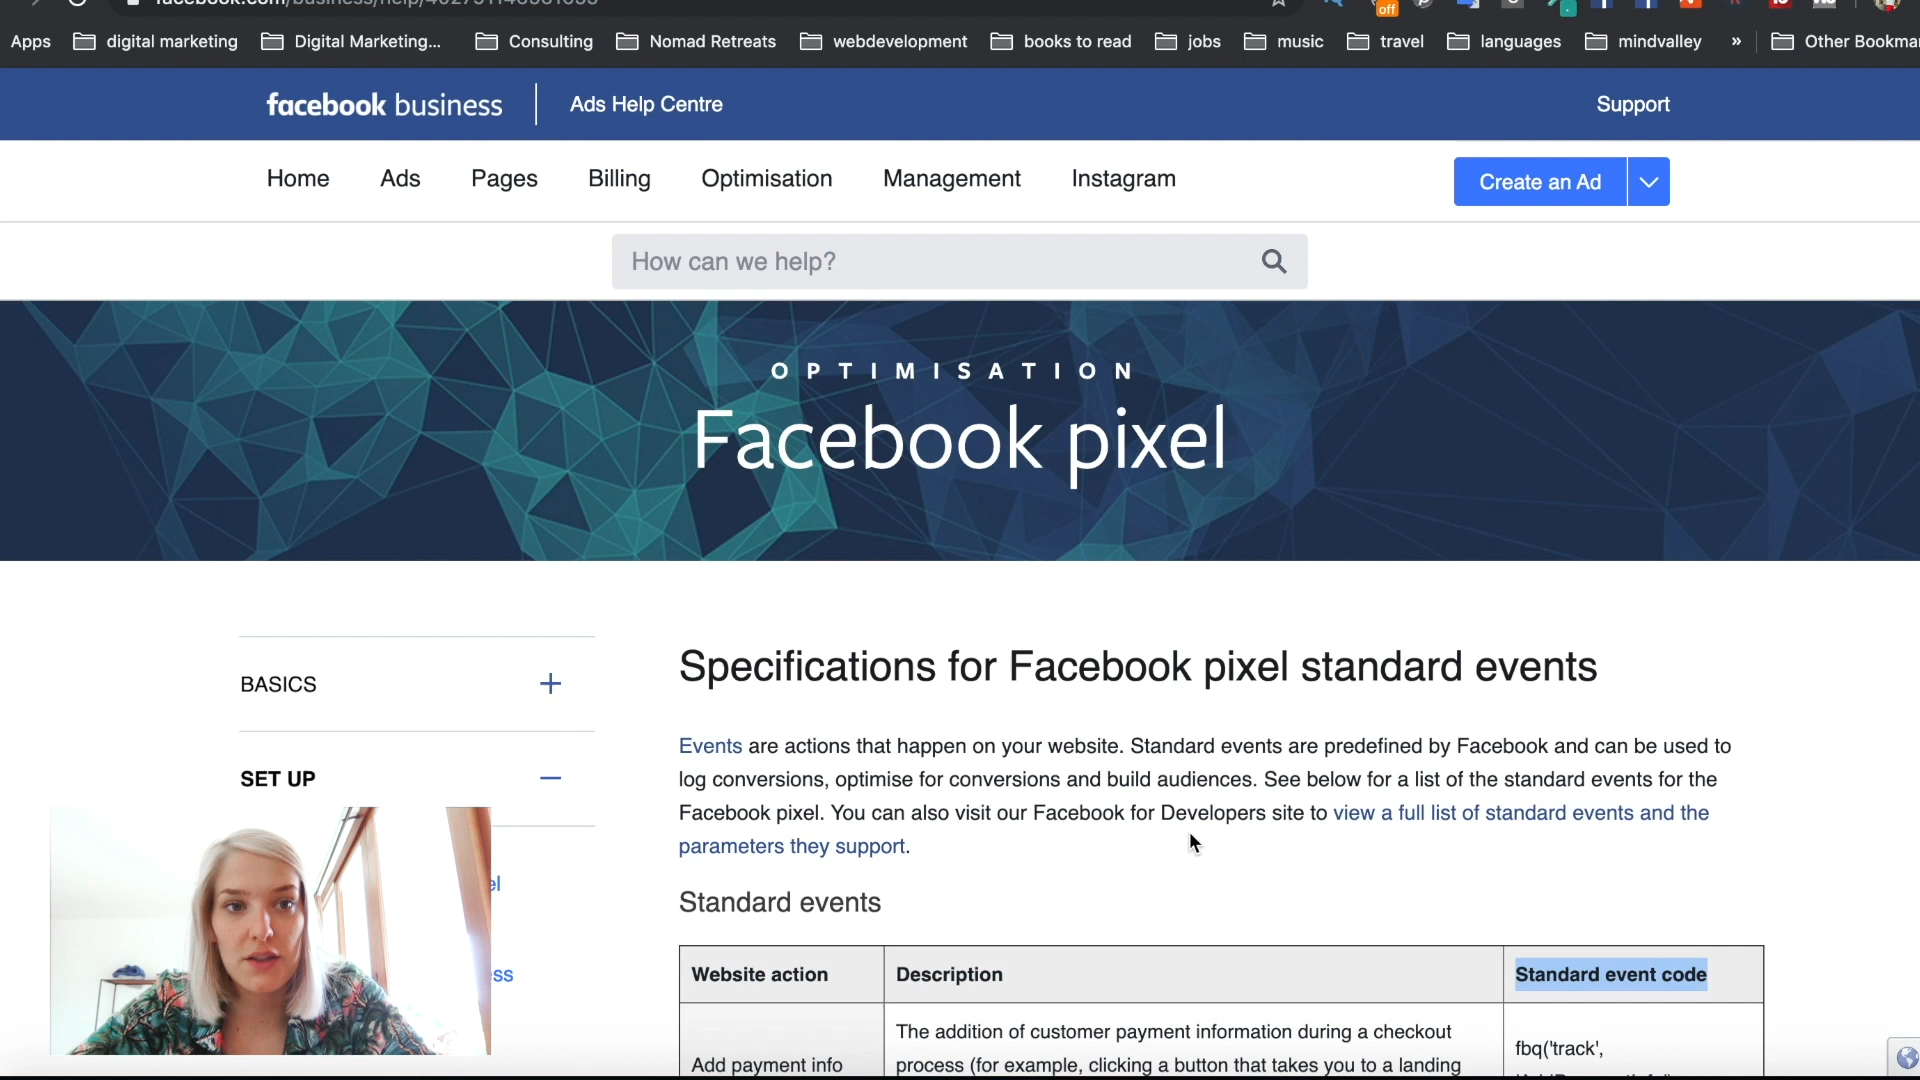 Apps digital marketing Digital Marketing... Consulting Nomad Retreats webdevelopment books to read jobs music travel languages mindvalley » Other Bookma
facebook business Ads Help Centre Support
Home Ads Pages Billing Optimisation Management Instagram Create an Ad
How can we help?
OPTIMISATION
Facebook pixel
BASICS
SET UP
Specifications for Facebook pixel standard events
Events are actions that happen on your website. Standard events are predefined by Facebook and can be used to
log conversions, optimise for conversions and build audiences. See below for a list of the standard events for the
Facebook pixel. You can also visit our Facebook for Developers site to view a full list of standard events and the
parameters they support.
Standard events
Website action Description Standard event code
The addition of customer payment information during a checkout
Add payment info process (for example, clicking a button that takes you to a landing
fbq('track',